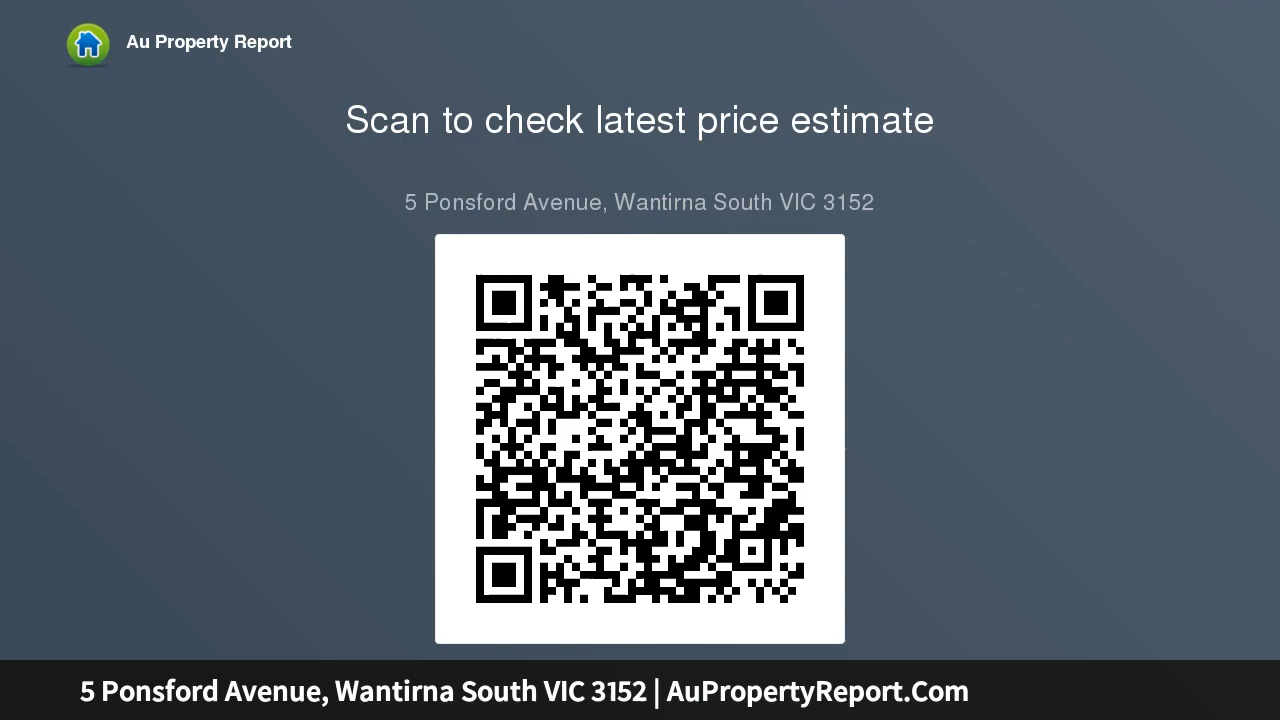 Au Property Report
Scan to check latest price estimate
5 Ponsford Avenue, Wantirna South VIC 3152
5 Ponsford Avenue, Wantirna South VIC 3152 | AuPropertyReport.Com